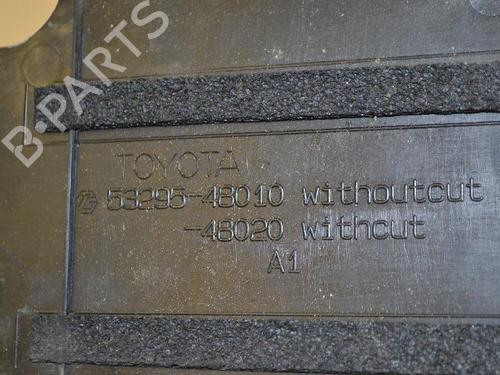 B-PARTS
TOYOTA
53295-48010 withoutcut
-48020 withcut
A1